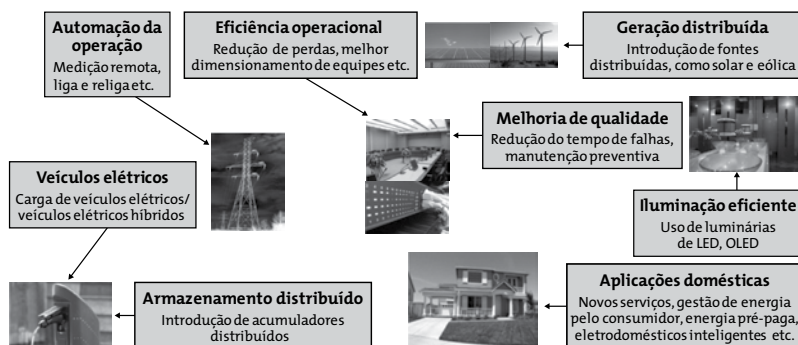 Automação da
operação
Medição remota,
liga e religa etc.
Eficiência operacional
Redução de perdas, melhor
dimensionamento de equipes etc.
Geração distribuída
Introdução de fontes
distribuídas, como solar e eólica
Melhoria de qualidade
Redução do tempo de falhas,
manutenção preventiva
Veículos elétricos
Carga de veículos elétricos/
veículos elétricos híbridos
Iluminação eficiente
Uso de luminárias
de LED, OLED
Armazenamento distribuído
Introdução de acumuladores
distribuídos
Aplicações domésticas
Novos serviços, gestão de energia
pelo consumidor, energia pré-paga,
eletrodomésticos inteligentes etc.